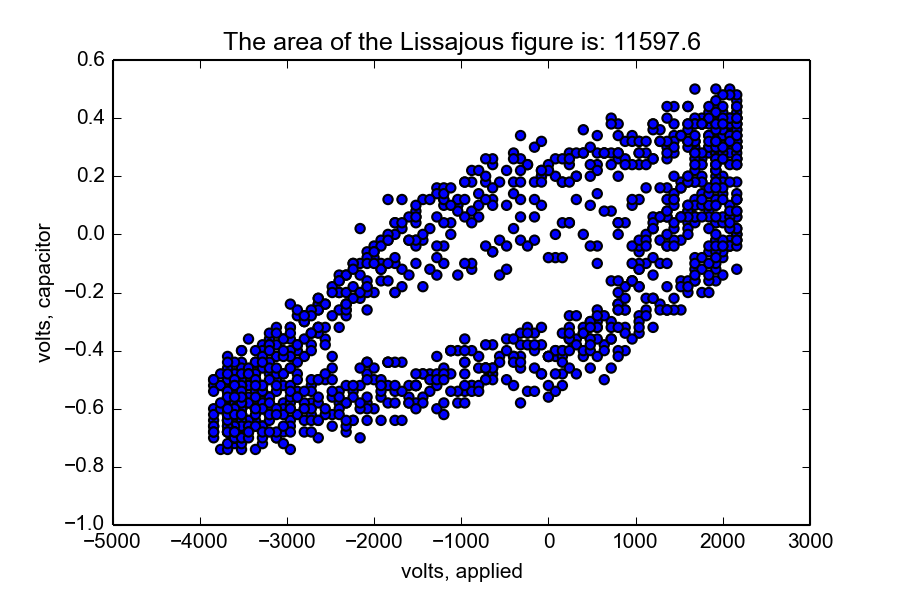 The area of the Lissajous figure is: 11597.6
0.6
0.4
0.2
0.0
−0.2
−0.4
−0.6
−0.8
−1.0
volts, capacitor
−5000 −4000 −3000 −2000 −1000 0 1000 2000 3000
volts, applied